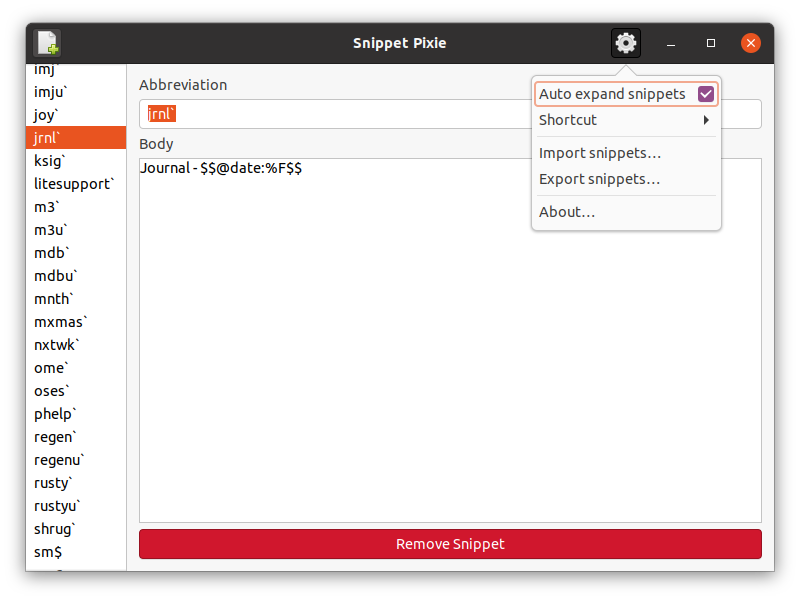 Snippet Pixie
imj`
imju`
joy`
jrnl`
ksig`
litesupport`
m3`
m3u`
mdb`
mdbu`
mnth`
mxmas`
nxtwk`
ome`
oses`
phelp`
regen`
regenu`
rusty`
rustyu`
shrug`
sm$
Abbreviation
jrnl`
Body
Journal - $$@date:%F$$
Auto expand snippets
Shortcut
Import snippets…
Export snippets…
About…
Remove Snippet